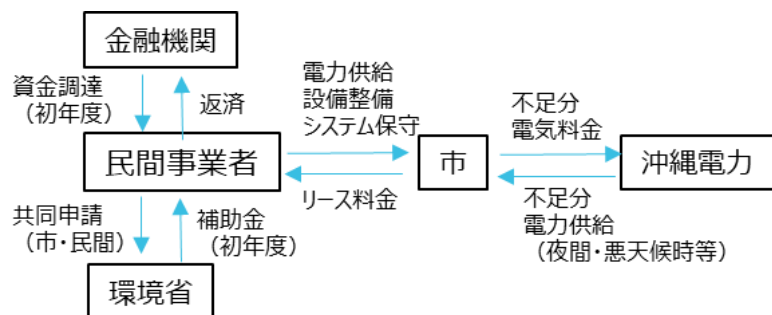 金融機関
資金調達
（初年度）
返済
電力供給
設備整備
システム保守
不足分
電気料金
民間事業者
市
沖縄電力
リース料金
不足分
電力供給
（夜間・悪天候時等）
共同申請
（市・民間）
補助金
（初年度）
環境省